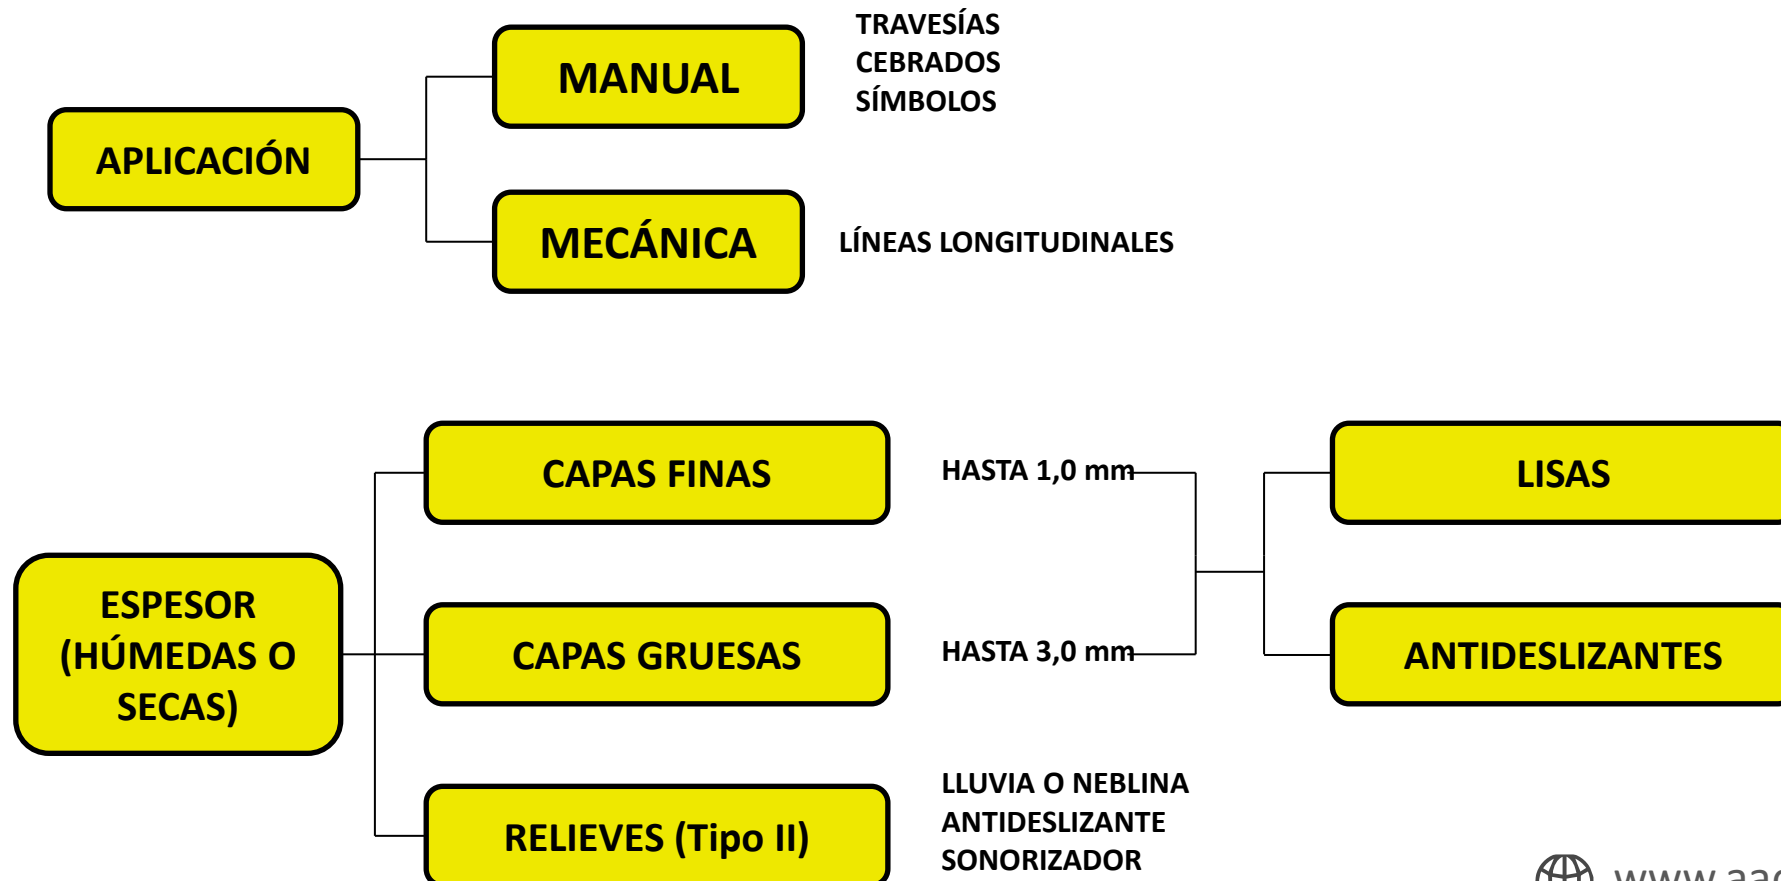 TRAVESÍAS
CEBRADOS
SÍMBOLOS
MANUAL
APLICACIÓN
MECÁNICA
LÍNEAS LONGITUDINALES
CAPAS FINAS
HASTA 1,0 mm
LISAS
ESPESOR
(HÚMEDAS O
SECAS)
CAPAS GRUESAS
HASTA 3,0 mm
ANTIDESLIZANTES
RELIEVES (Tipo II)
LLUVIA O NEBLINA
ANTIDESLIZANTE
SONORIZADOR